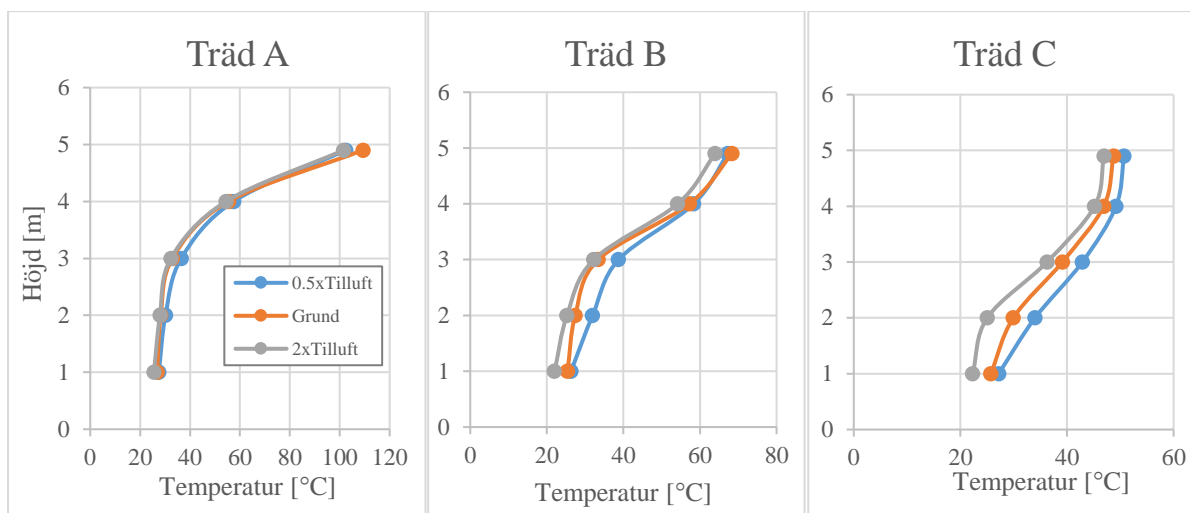 Träd A
6
5
4
3
2
1
0
Höjd [m]
0.5xTilluft
Grund
2xTilluft
0 20 40 60 80 100 120
Temperatur [°C]
Träd B
6
5
4
3
2
1
0
0 20 40 60 80
Temperatur [°C]
Träd C
6
5
4
3
2
1
0
0 20 40 60
Temperatur [°C]